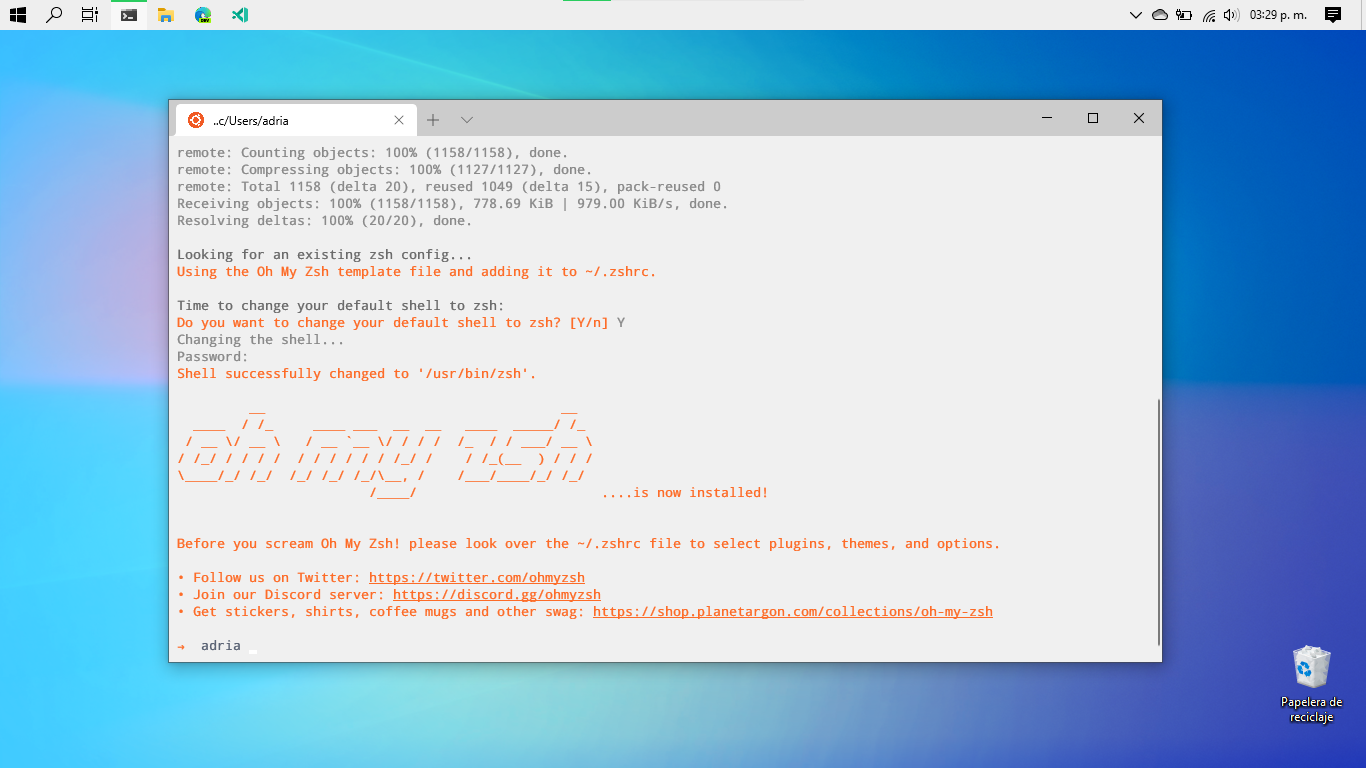 03:29 p. m.
..c/Users/adria
remote: Counting objects: 100% (1158/1158), done.
remote: Compressing objects: 100% (1127/1127), done.
remote: Total 1158 (delta 20), reused 1049 (delta 15), pack-reused 0
Receiving objects: 100% (1158/1158), 778.69 KiB | 979.00 KiB/s, done.
Resolving deltas: 100% (20/20), done.
Looking for an existing zsh config...
Using the Oh My Zsh template file and adding it to ~/.zshrc.
Time to change your default shell to zsh:
Do you want to change your default shell to zsh? [Y/n] Y
Changing the shell...
Password:
Shell successfully changed to '/usr/bin/zsh'.
oh my zsh
....is now installed!
Before you scream Oh My Zsh! please look over the ~/.zshrc file to select plugins, themes, and options.
• Follow us on Twitter: https://twitter.com/ohmyzsh
• Join our Discord server: https://discord.gg/ohmyzsh
• Get stickers, shirts, coffee mugs and other swag: https://shop.planetargon.com/collections/oh-my-zsh
→ adria
Papelera de
reciclaje